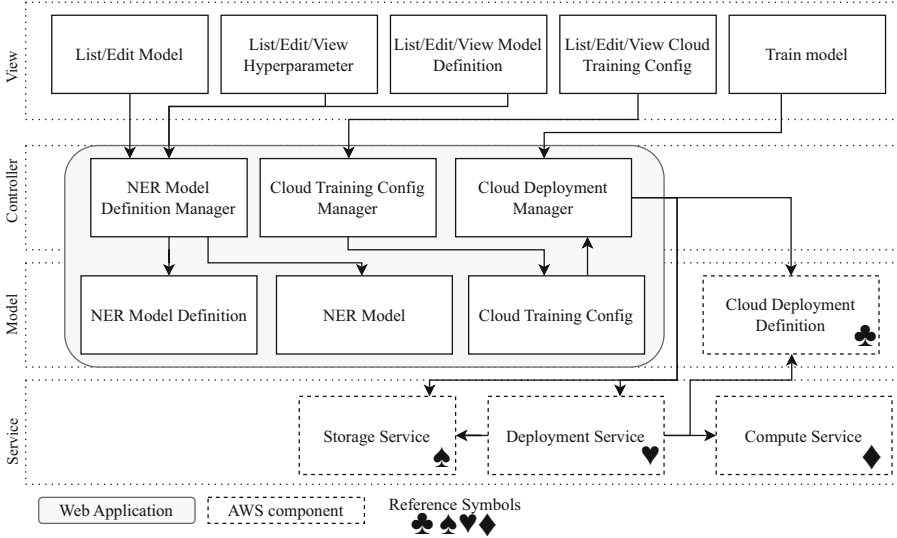 View
List/Edit Model
List/Edit/View
Hyperparameter
List/Edit/View Model
Definition
List/Edit/View Cloud
Training Config
Train model
Controller
NER Model
Definition Manager
Cloud Training Config
Manager
Cloud Deployment
Manager
Model
NER Model Definition
NER Model
Cloud Training Config
Cloud Deployment
Definition
Service
Storage Service
Deployment Service
Compute Service
Web Application
AWS component
Reference Symbols